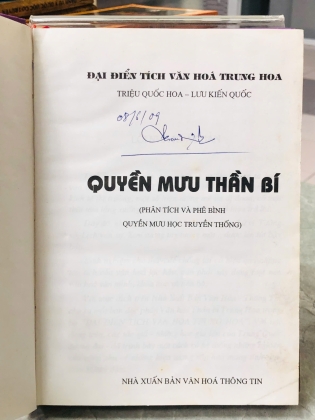 ĐẠI ĐIỂN TÍCH VĂN HOÁ TRUNG HOA
TRIỆU QUỐC HOA – LƯU KIẾN QUỐC
08/6/09
QUYỀN MƯU THẦN BÍ
(PHÂN TÍCH VÀ PHÊ BÌNH
QUYỀN MƯU HỌC TRUYỀN THỐNG)
NHÀ XUẤT BẢN VĂN HOÁ THÔNG TIN